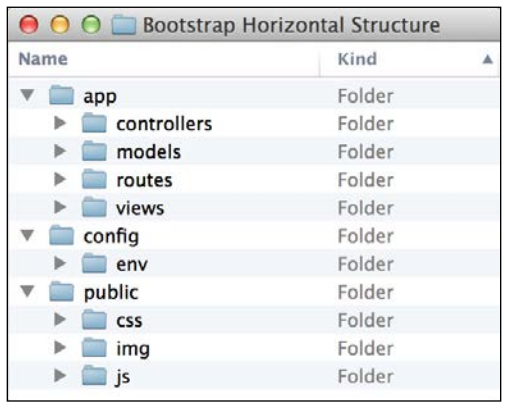 Bootstrap Horizontal Structure
Name Kind
app Folder
controllers Folder
models Folder
routes Folder
views Folder
config Folder
env Folder
public Folder
css Folder
img Folder
js Folder